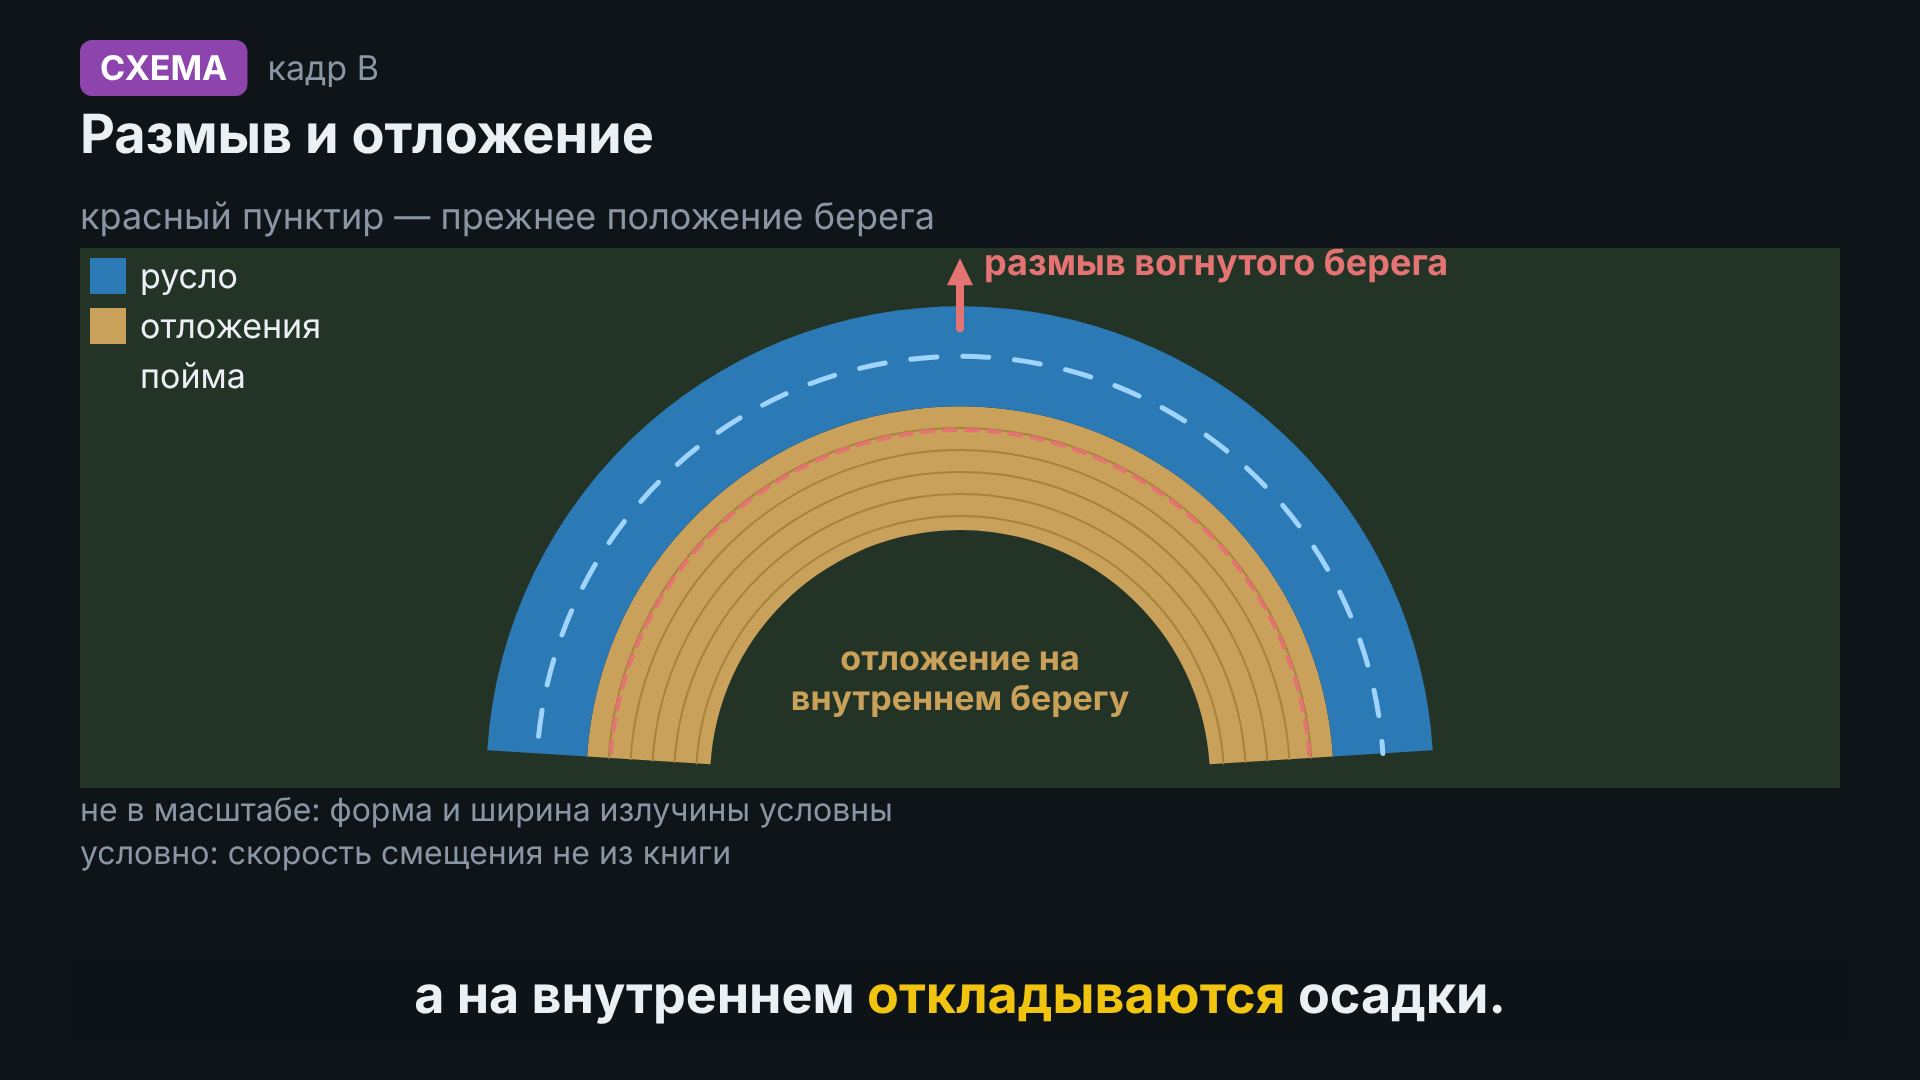 СХЕМА кадр В
Размыв и отложение
красный пунктир — прежнее положение берега
размыв вогнутого берега
русло
отложения
пойма
отложение на
внутреннем берегу
не в масштабе: форма и ширина излучины условны
условно: скорость смещения не из книги
а на внутреннем откладываются осадки.